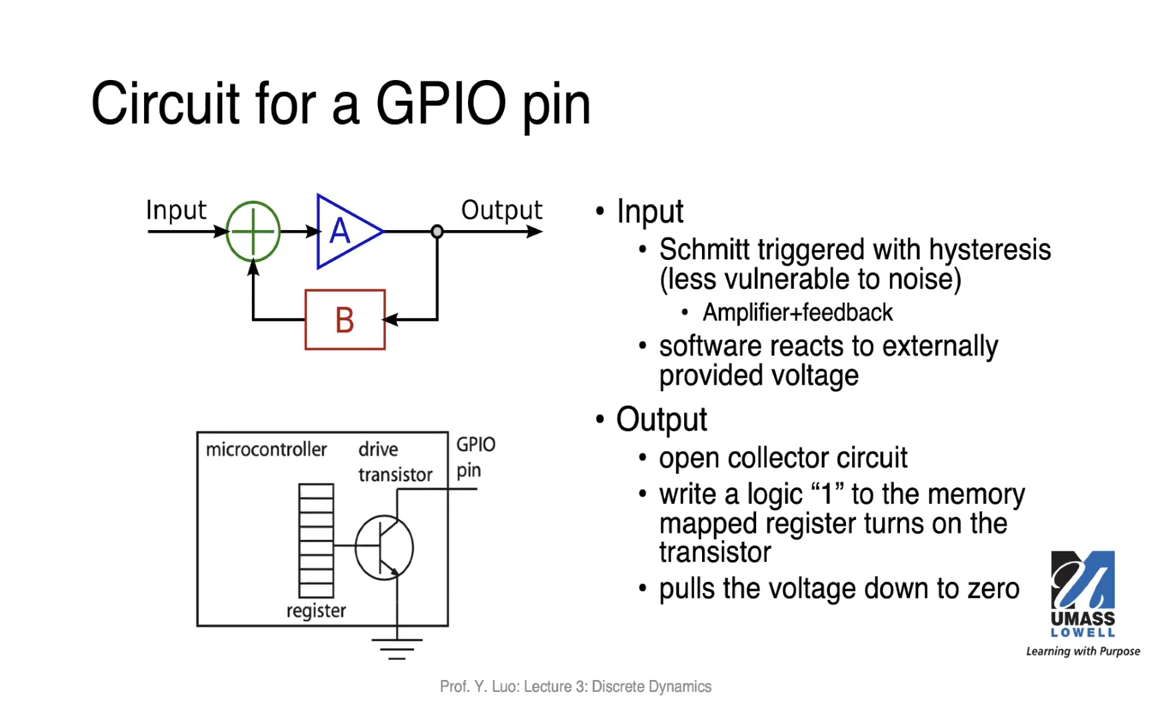 Circuit for a GPIO pin
Input
A
Output
B
microcontroller
drive
transistor
GPIO
pin
register
• Input
• Schmitt triggered with hysteresis
(less vulnerable to noise)
• Amplifier+feedback
• software reacts to externally
provided voltage
• Output
• open collector circuit
• write a logic “1” to the memory
mapped register turns on the
transistor
• pulls the voltage down to zero
UMASS
LOWELL
Learning with Purpose
Prof. Y. Luo: Lecture 3: Discrete Dynamics